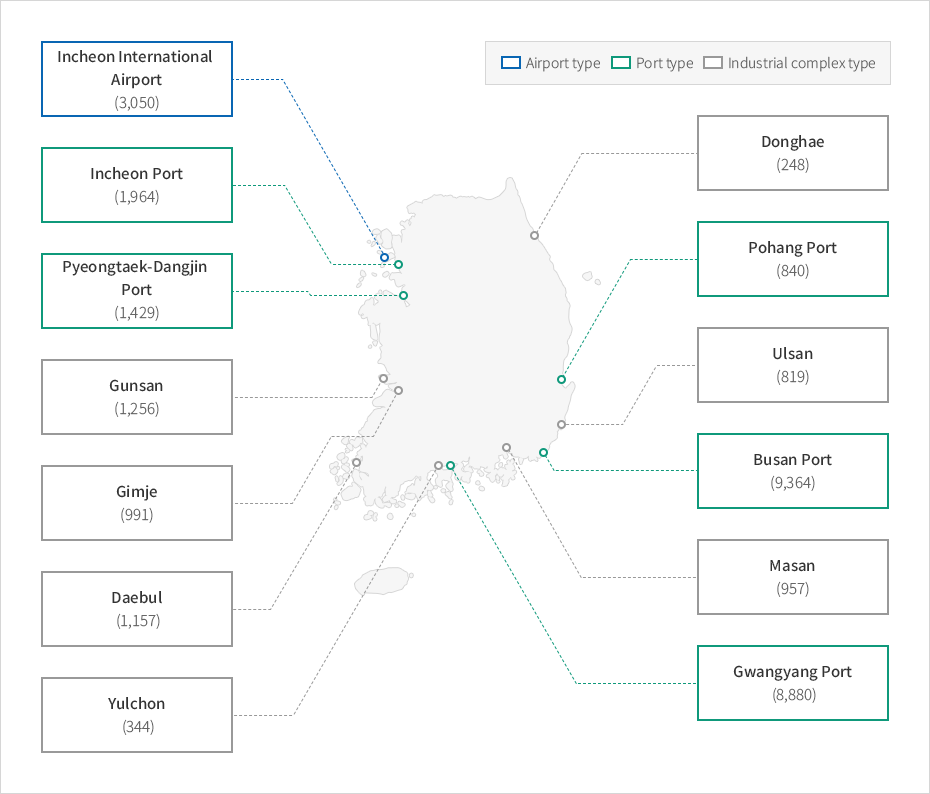 Incheon International
Airport
(3,050)
Airport type
Port type
Industrial complex type
Incheon Port
(1,964)
Pyeongtaek-Dangjin
Port
(1,429)
Gunsan
(1,256)
Gimje
(991)
Daebul
(1,157)
Yulchon
(344)
Donghae
(248)
Pohang Port
(840)
Ulsan
(819)
Busan Port
(9,364)
Masan
(957)
Gwangyang Port
(8,880)